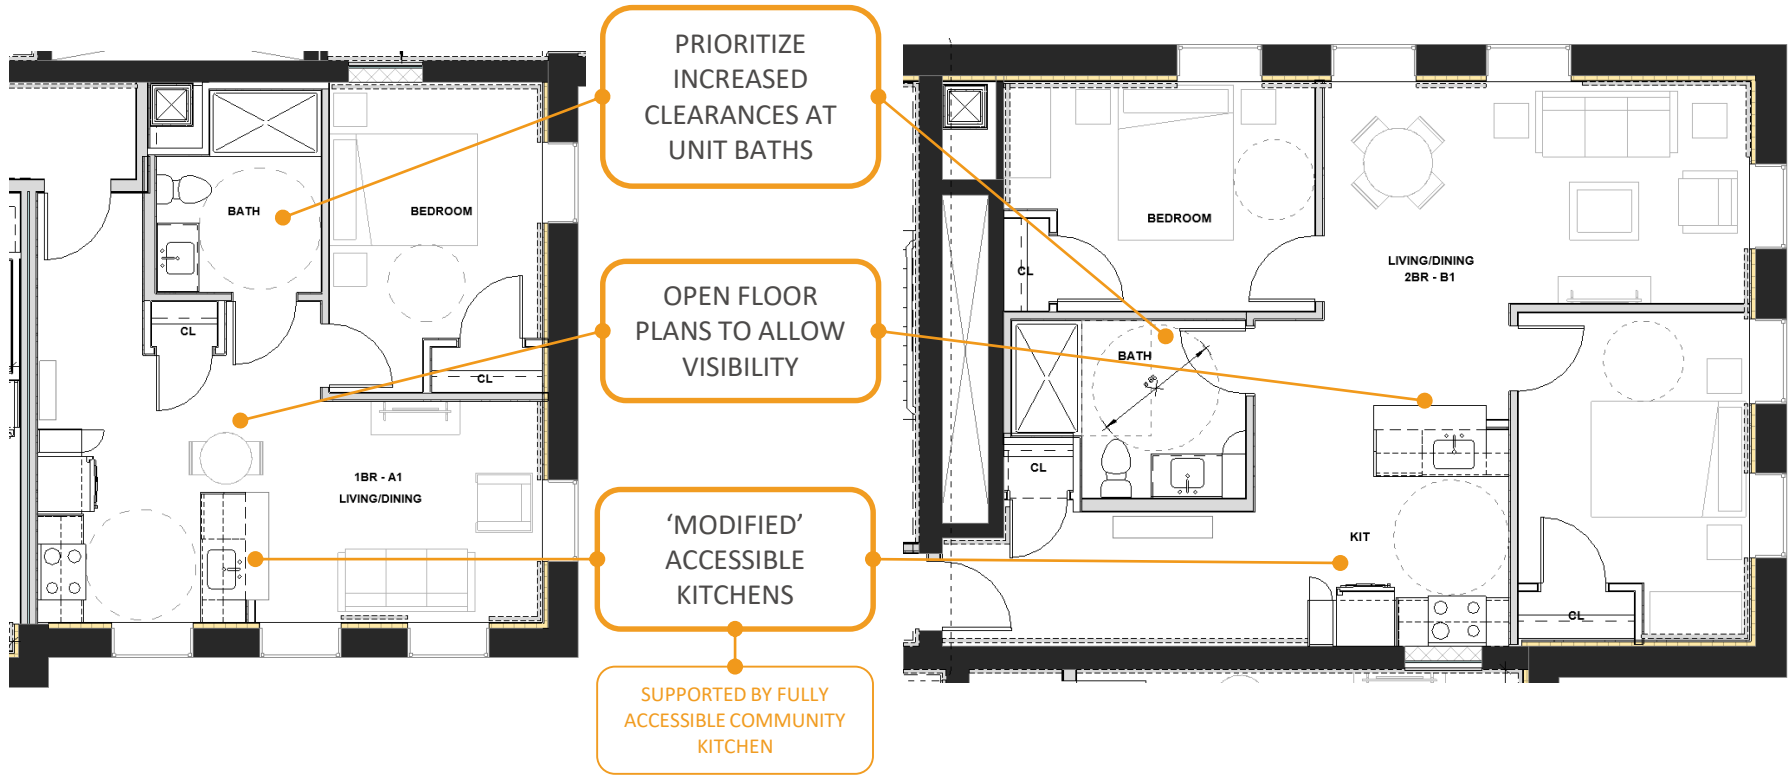 PRIORITIZE
INCREASED
CLEARANCES AT
UNIT BATHS
OPEN FLOOR
PLANS TO ALLOW
VISIBILITY
‘MODIFIED’
ACCESSIBLE
KITCHENS
SUPPORTED BY FULLY
ACCESSIBLE COMMUNITY
KITCHEN
BATH
BEDROOM
CL
CL
1BR - A1
LIVING/DINING
BEDROOM
LIVING/DINING
2BR - B1
CL
BATH
CL
KIT
CL